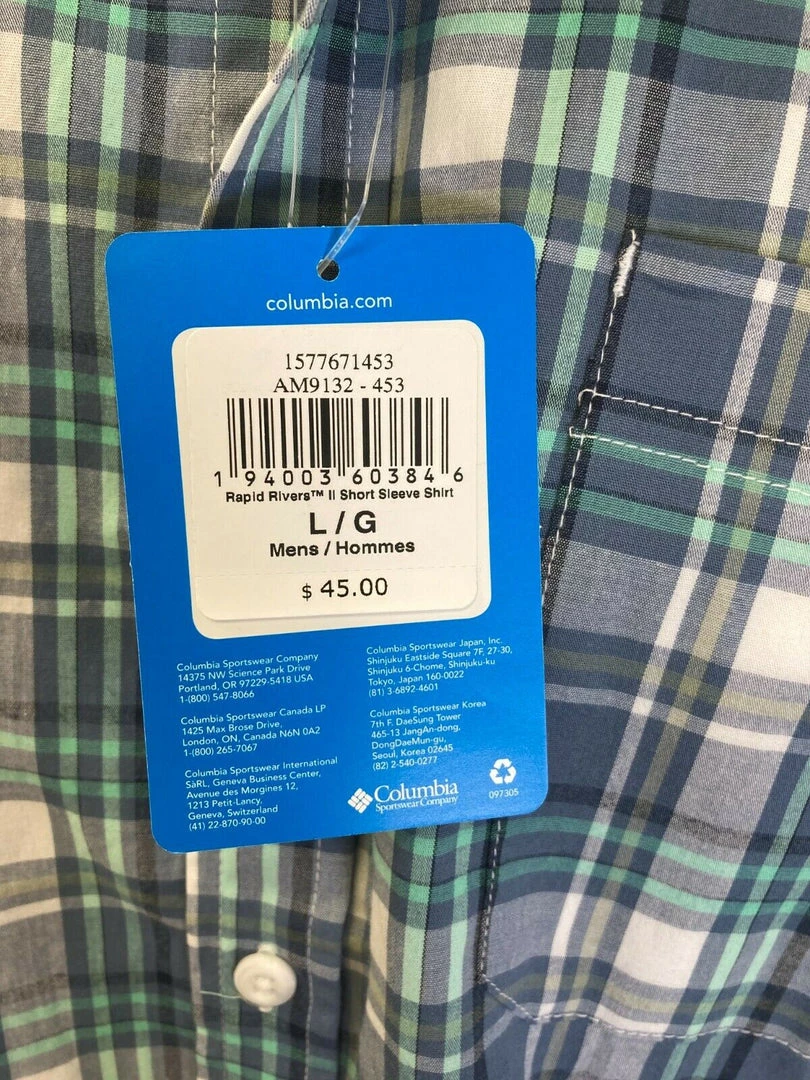 columbia.com
1577671453
AM9132 - 453
1 94003 60384 6
Rapid Rivers™ II Short Sleeve Shirt
L / G
Mens / Hommes
$ 45.00
Columbia Sportswear Company
14375 NW Science Park Drive
Portland, OR 97229-5418 USA
1-(800) 547-8066
Columbia Sportswear Canada LP
1425 Max Brose Drive,
London, ON, Canada N6N 0A2
1-(800) 265-7067
Columbia Sportswear International
SàRL, Geneva Business Center,
Avenue des Morgines 12,
1213 Petit-Lancy,
Geneva, Switzerland
(41) 22-870-90-00
Columbia Sportswear Japan, Inc.
Shinjuku Eastside Square 7F, 27-30,
Shinjuku 6-Chome, Shinjuku-ku
Tokyo, Japan 160-0022
(81) 3-6892-4601
Columbia Sportswear Korea
7th F. DaeSung Tower
465-13 JangAn-dong,
DongDaeMun-gu,
Seoul, Korea 02645
(82) 2-540-0277
Columbia
Sportswear Company
097305